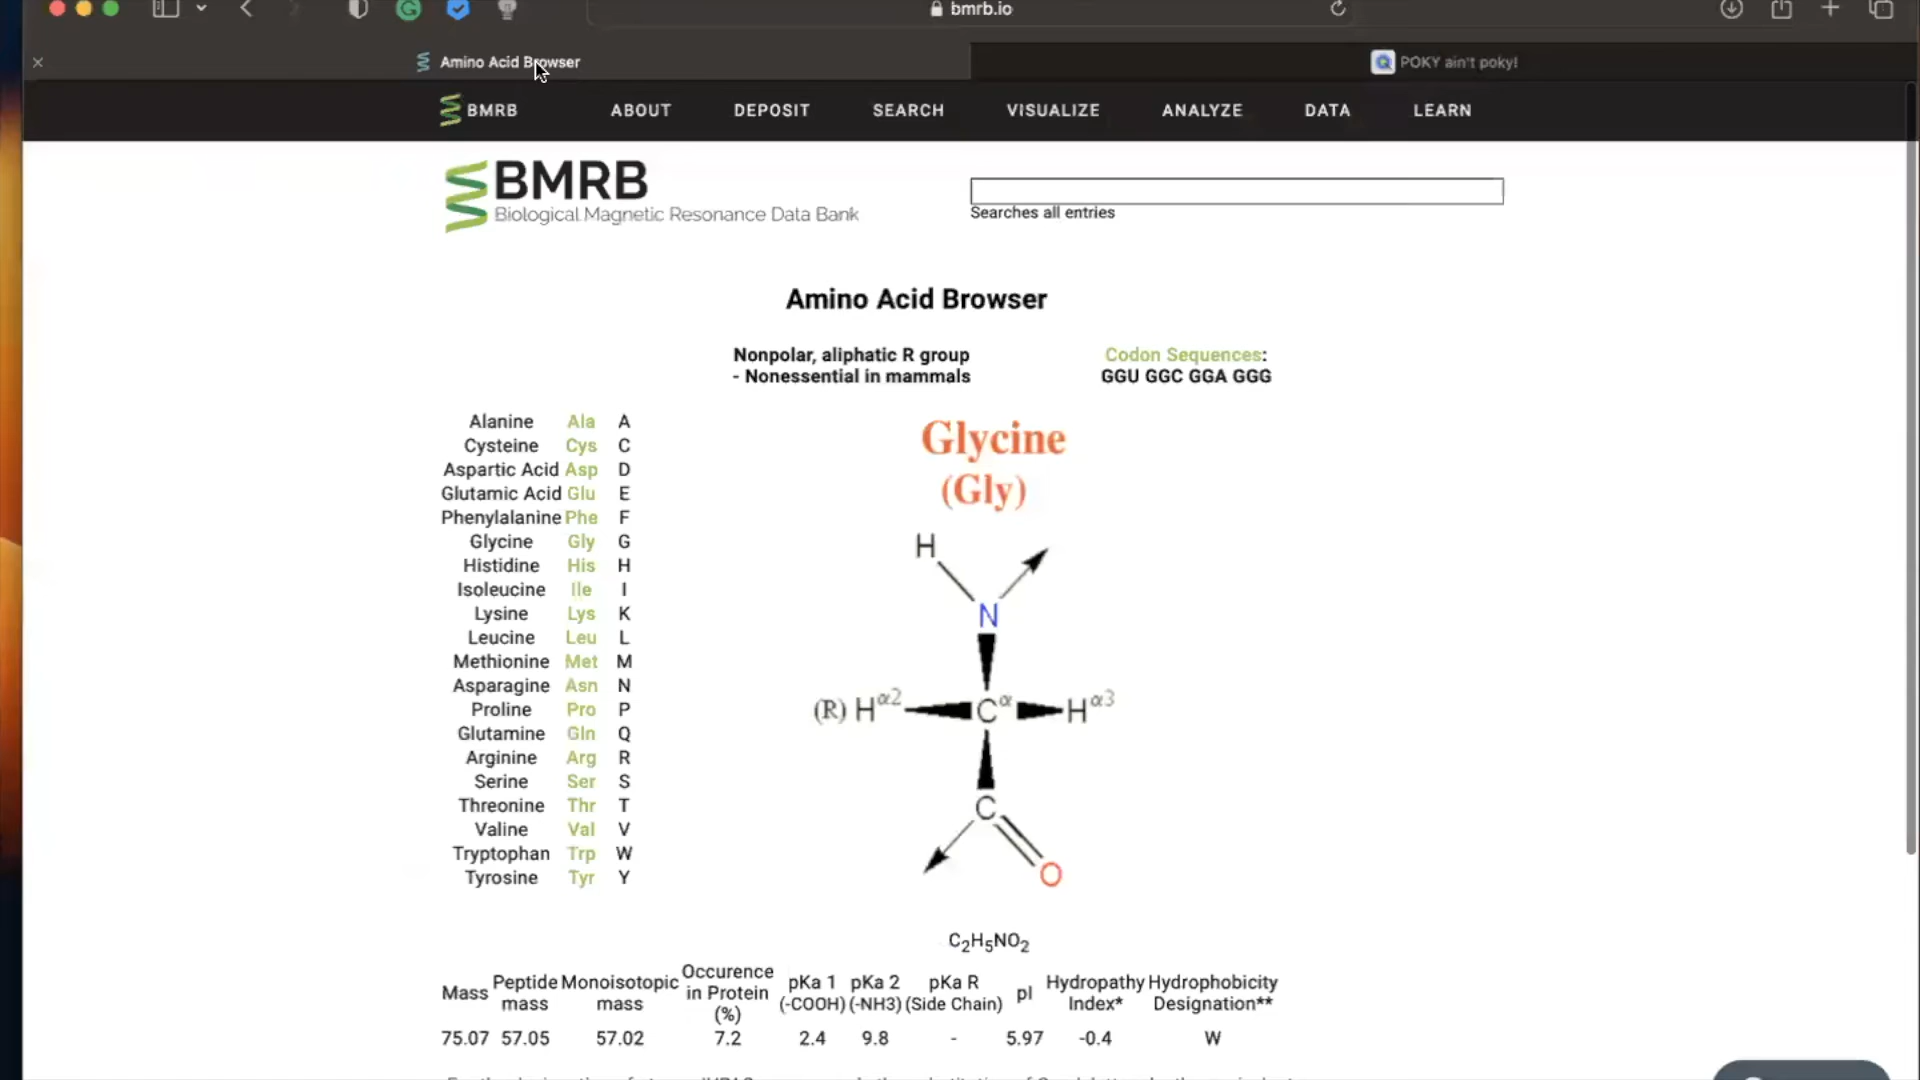 bmrb.io
Amino Acid Browser
POKY ain't poky!
BMRB ABOUT DEPOSIT SEARCH VISUALIZE ANALYZE DATA LEARN
BMRB
Biological Magnetic Resonance Data Bank
Searches all entries
Amino Acid Browser
Nonpolar, aliphatic R group
- Nonessential in mammals
Codon Sequences:
GGU GGC GGA GGG
Alanine Ala A
Cysteine Cys C
Aspartic Acid Asp D
Glutamic Acid Glu E
Phenylalanine Phe F
Glycine Gly G
Histidine His H
Isoleucine Ile I
Lysine Lys K
Leucine Leu L
Methionine Met M
Asparagine Asn N
Proline Pro P
Glutamine Gln Q
Arginine Arg R
Serine Ser S
Threonine Thr T
Valine Val V
Tryptophan Trp W
Tyrosine Tyr Y
Glycine
(Gly)
H
N
(R) Hα2 Cα Hα3
C
O
C2H5NO2
Mass Peptide mass Monoisotopic mass Occurence in Protein (%) pKa 1 (-COOH) pKa 2 (-NH3) pKa R (Side Chain) pI Hydropathy Index* Hydrophobicity Designation**
75.07 57.05 57.02 7.2 2.4 9.8 - 5.97 -0.4 W